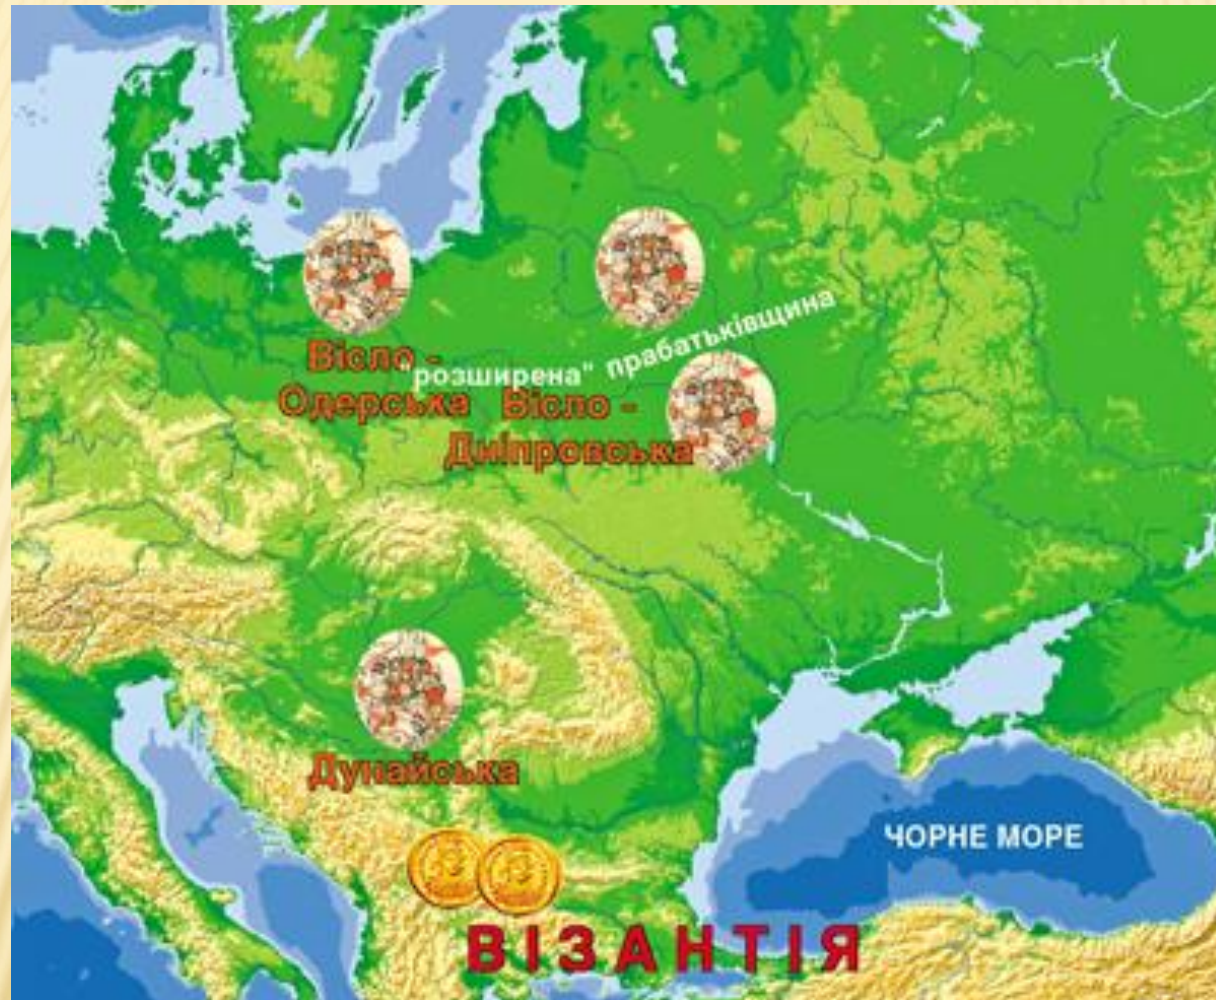 Вісло -
Одерська
"розширена" прабатьківщина
Вісло -
Дніпровська"
Дунайська
ЧОРНЕ МОРЕ
ВІЗАНТІЯ